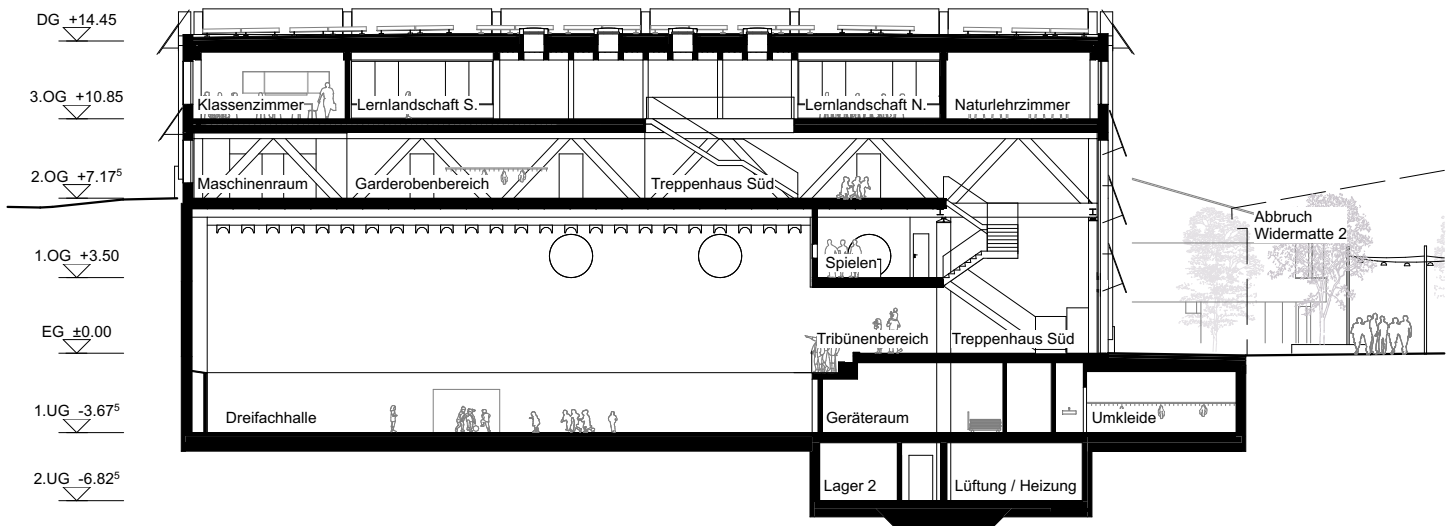 DG +14.45
3.OG +10.85
Klassenzimmer
Lernlandschaft S.
Lernlandschaft N.
Naturlehrzimmer
2.OG +7.17⁵
Maschinenraum
Garderobenbereich
Treppenhaus Süd
Abbruch
Widermatte 2
1.OG +3.50
Spielen
EG ±0.00
Tribünenbereich
Treppenhaus Süd
1.UG -3.67⁵
Dreifachhalle
Geräteraum
Umkleide
2.UG -6.82⁵
Lager 2
Lüftung / Heizung